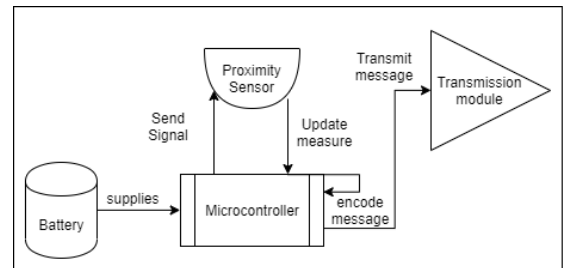 Proximity
Sensor
Transmit
message
Transmission
module
Send
Signal
Update
measure
supplies
Battery
Microcontroller
encode
message